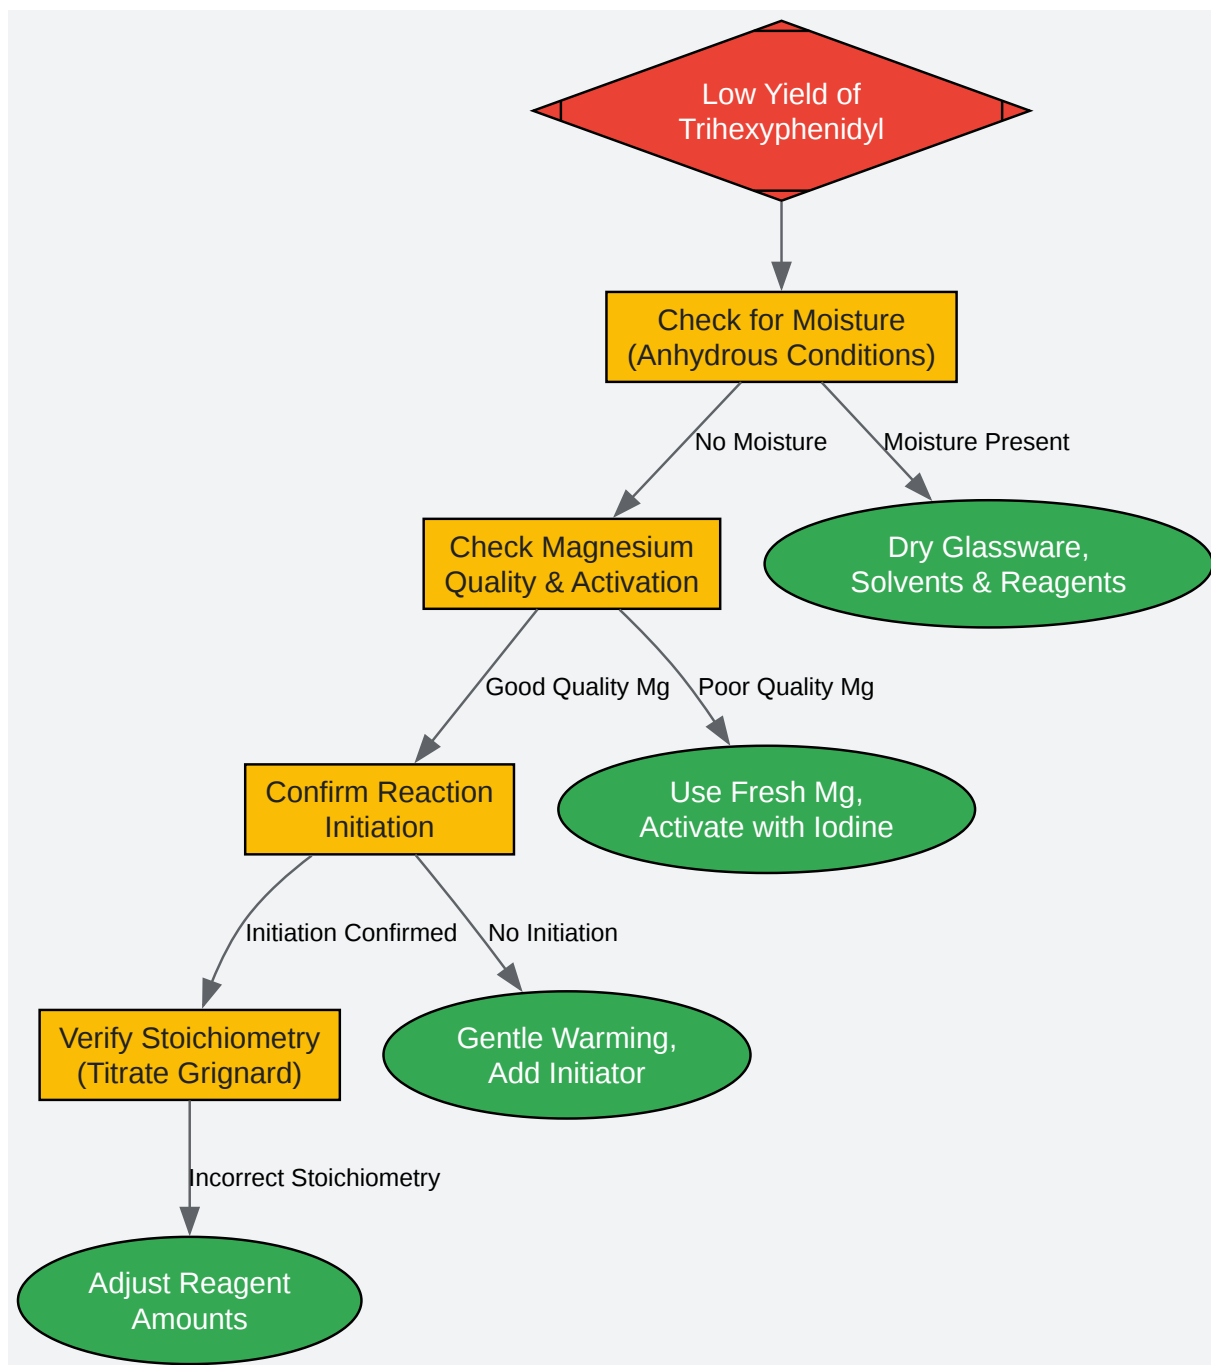 Low Yield of
Trihexyphenidyl
Check for Moisture
(Anhydrous Conditions)
No Moisture
Moisture Present
Check Magnesium
Quality & Activation
Dry Glassware,
Solvents & Reagents
Good Quality Mg
Poor Quality Mg
Confirm Reaction
Initiation
Use Fresh Mg,
Activate with Iodine
Initiation Confirmed
No Initiation
Verify Stoichiometry
(Titrate Grignard)
Gentle Warming,
Add Initiator
Incorrect Stoichiometry
Adjust Reagent
Amounts